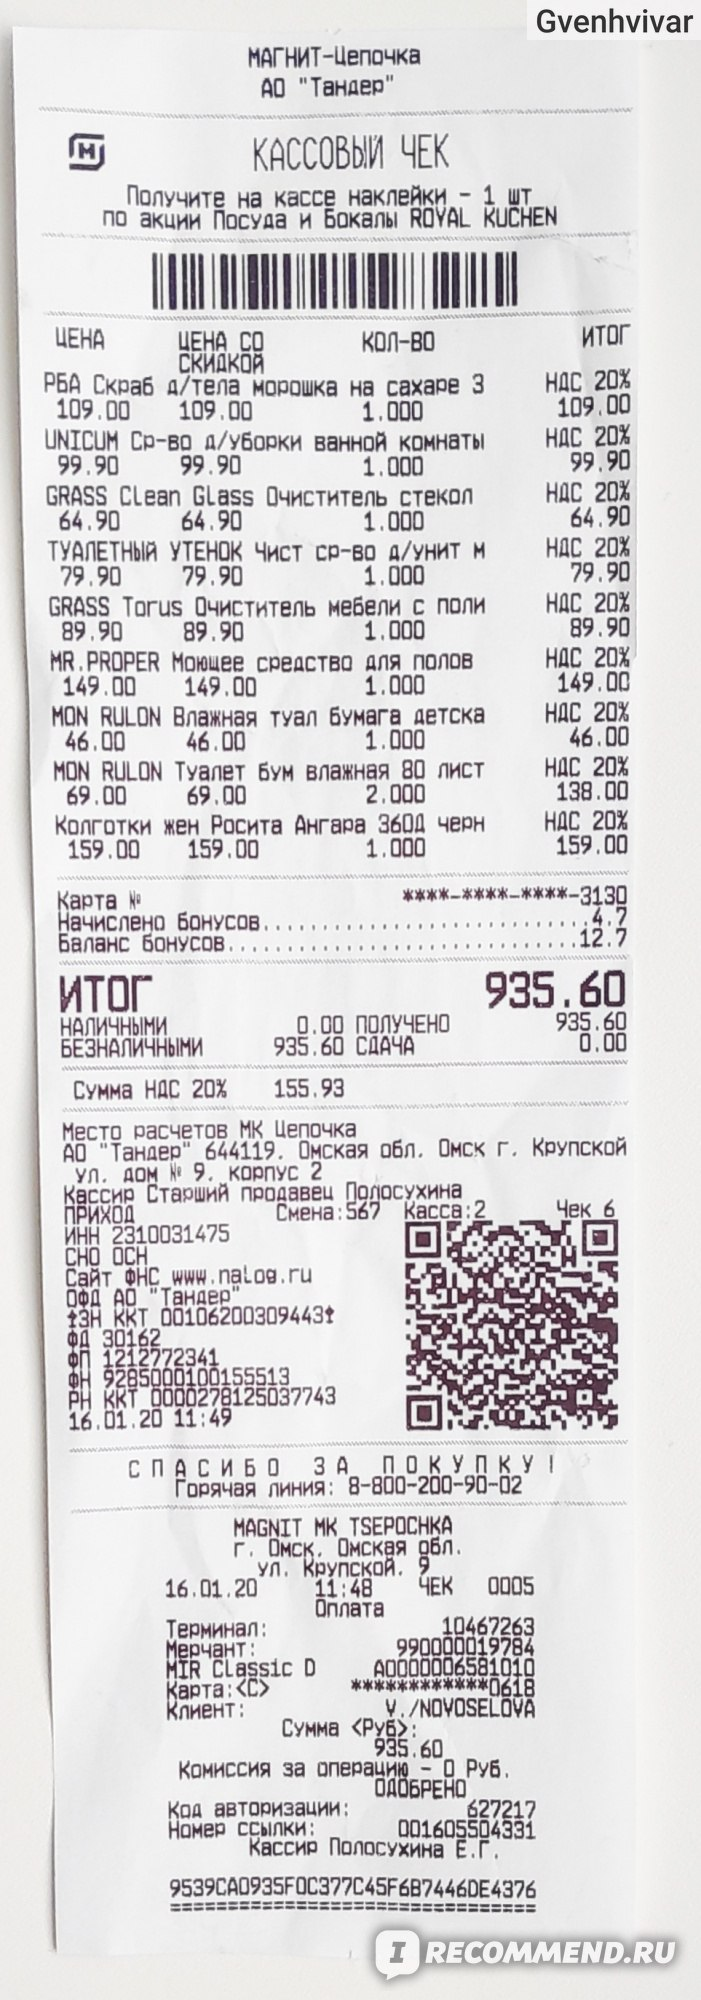 Gvenhvivar
МАГНИТ-Цепочка
АО "Тандер"
КАССОВЫЙ ЧЕК
Получите на кассе наклейки - 1 шт
по акции Посуда и Бокалы ROYAL KUCHEN
ЦЕНА ЦЕНА СО СКИДКОЙ КОЛ-ВО ИТОГ
РБА Скраб д/тела морошка на сахаре 3 НДС 20%
109.00 109.00 1.000 109.00
UNICUM Ср-во д/уборки ванной комнаты НДС 20%
99.90 99.90 1.000 99.90
GRASS Clean Glass Очиститель стекол НДС 20%
64.90 64.90 1.000 64.90
ТУАЛЕТНЫЙ УТЕНОК Чист ср-во д/унит м НДС 20%
79.90 79.90 1.000 79.90
GRASS Torus Очиститель мебели с поли НДС 20%
89.90 89.90 1.000 89.90
MR.PROPER Моющее средство для полов НДС 20%
149.00 149.00 1.000 149.00
MON RULON Влажная туал бумага детска НДС 20%
46.00 46.00 1.000 46.00
MON RULON Туалет бум влажная 80 лист НДС 20%
69.00 69.00 2.000 138.00
Колготки жен Росита Ангара 360Д черн НДС 20%
159.00 159.00 1.000 159.00
Карта № ****-****-****-3130
Начислено бонусов............................4.7
Баланс бонусов..............................12.7
ИТОГ 935.60
НАЛИЧНЫМИ 0.00 ПОЛУЧЕНО 935.60
БЕЗНАЛИЧНЫМИ 935.60 СДАЧА 0.00
Сумма НДС 20% 155.93
Место расчетов МК Цепочка
АО "Тандер" 644119. Омская обл. Омск г. Крупской
ул. дом № 9. корпус 2
Кассир Старший продавец Полосухина
ПРИХОД Смена:567 Касса:2 Чек 6
ИНН 2310031475
СНО ОСН
Сайт ФНС www.nalog.ru
ОФД АО "Тандер"
*ЗН ККТ 00106200309443*
ФД 30162
ФП 1212772341
ФН 9285000100155513
РН ККТ 0000278125037743
16.01.20 11:49
СПАСИБО ЗА ПОКУПКУ!
Горячая линия: 8-800-200-90-02
MAGNIT MK TSEPOCHKA
г. Омск, Омская обл.
ул. Крупской. 9
16.01.20 11:48 ЧЕК 0005
Оплата
Терминал: 10467263
Мерчант: 990000019784
MIR Classic D A0000006581010
Карта:<C> ************0618
Клиент: V./NOVOSELOVA
Сумма <Руб>:
935.60
Комиссия за операцию - 0 Руб.
ОДОБРЕНО
Код авторизации: 627217
Номер ссылки: 001605504331
Кассир Полосухина Е.Г.
9539CA0935F0C377C45F6B7446DE4376
IRECOMMEND.RU